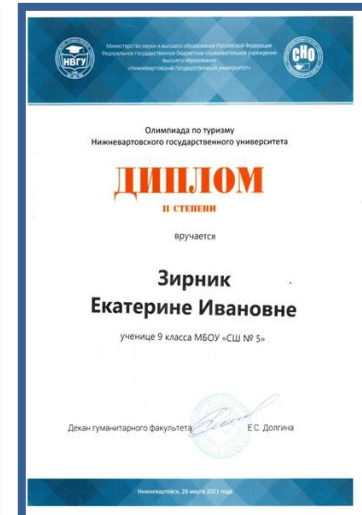 НВГУ
Министерство науки и высшего образования Российской Федерации
Федеральное государственное бюджетное образовательное учреждение
высшего образования
«Нижневартовский государственный университет»
СНО
Олимпиада по туризму
Нижневартовского государственного университета
ДИПЛОМ
II СТЕПЕНИ
вручается
Зирник
Екатерине Ивановне
ученице 9 класса МБОУ «СШ № 5»
Декан гуманитарного факультета
Е.С. Долгина
Нижневартовск, 26 марта 2021 года